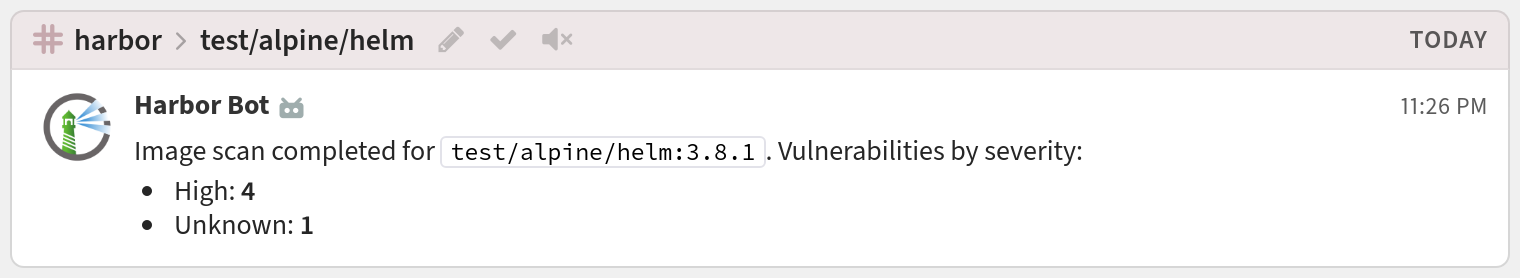 harbor > test/alpine/helm TODAY
Harbor Bot 11:26 PM
Image scan completed for test/alpine/helm:3.8.1 . Vulnerabilities by severity:
• High: 4
• Unknown: 1